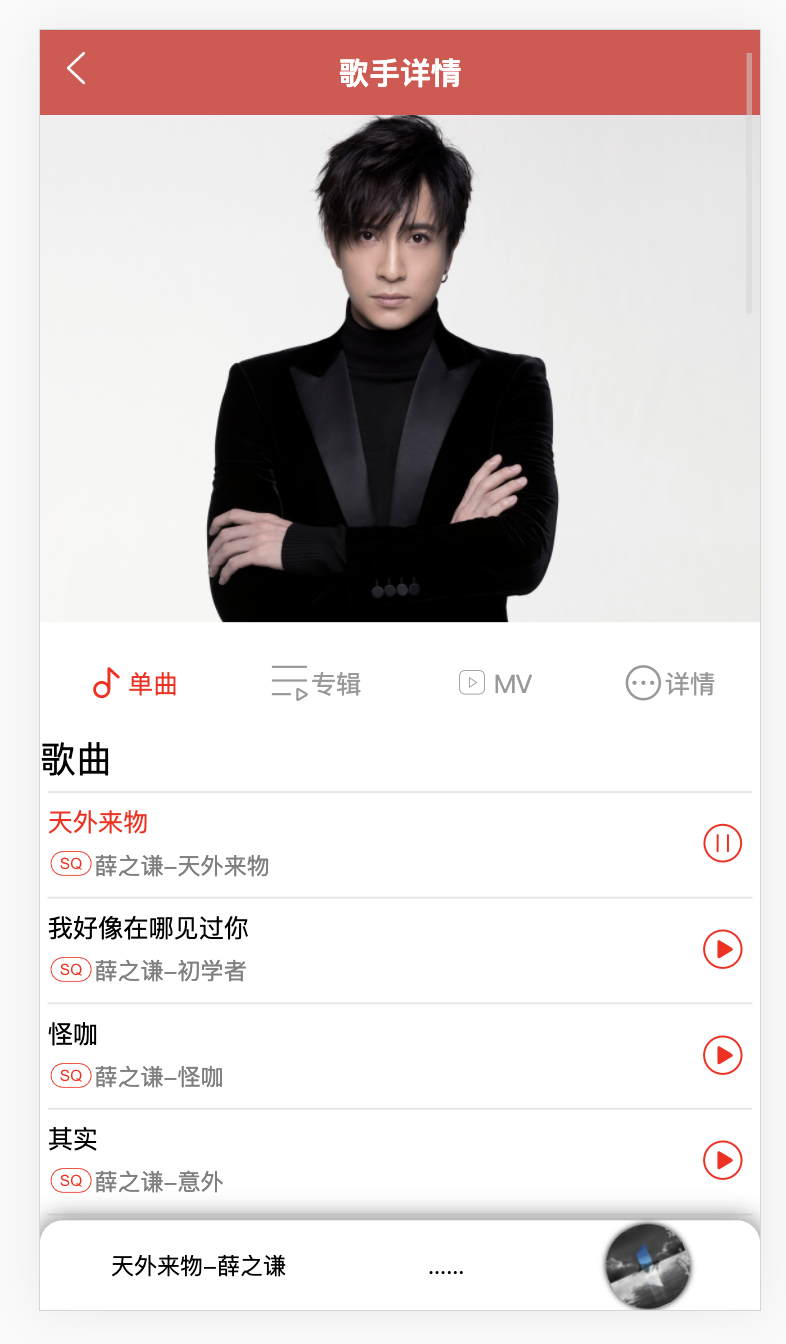 歌手详情
单曲 专辑 MV 详情
歌曲
天外来物
SQ 薛之谦–天外来物
我好像在哪见过你
SQ 薛之谦–初学者
怪咖
SQ 薛之谦–怪咖
其实
SQ 薛之谦–意外
天外来物–薛之谦 ......